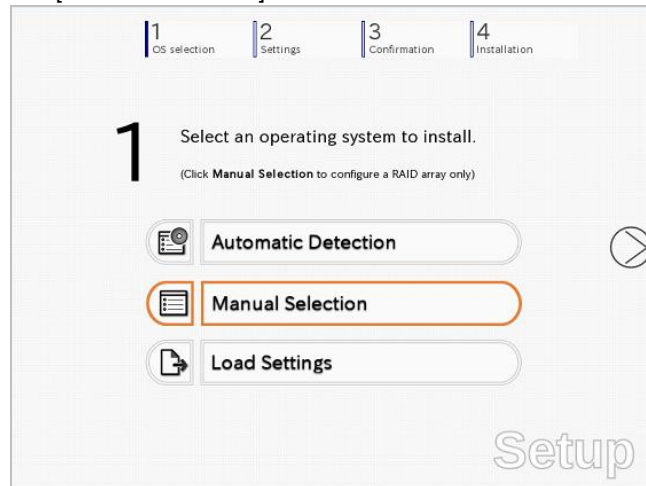 1
OS selection
2
Settings
3
Confirmation
4
Installation
1
Select an operating system to install.
(Click Manual Selection to configure a RAID array only)
Automatic Detection
Manual Selection
Load Settings
Setup